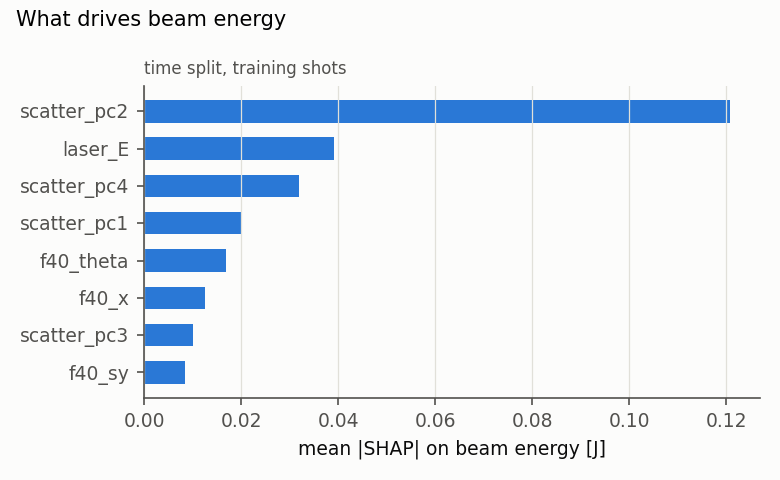 What drives beam energy
time split, training shots
scatter_pc2
laser_E
scatter_pc4
scatter_pc1
f40_theta
f40_x
scatter_pc3
f40_sy
0.00 0.02 0.04 0.06 0.08 0.10 0.12
mean |SHAP| on beam energy [J]